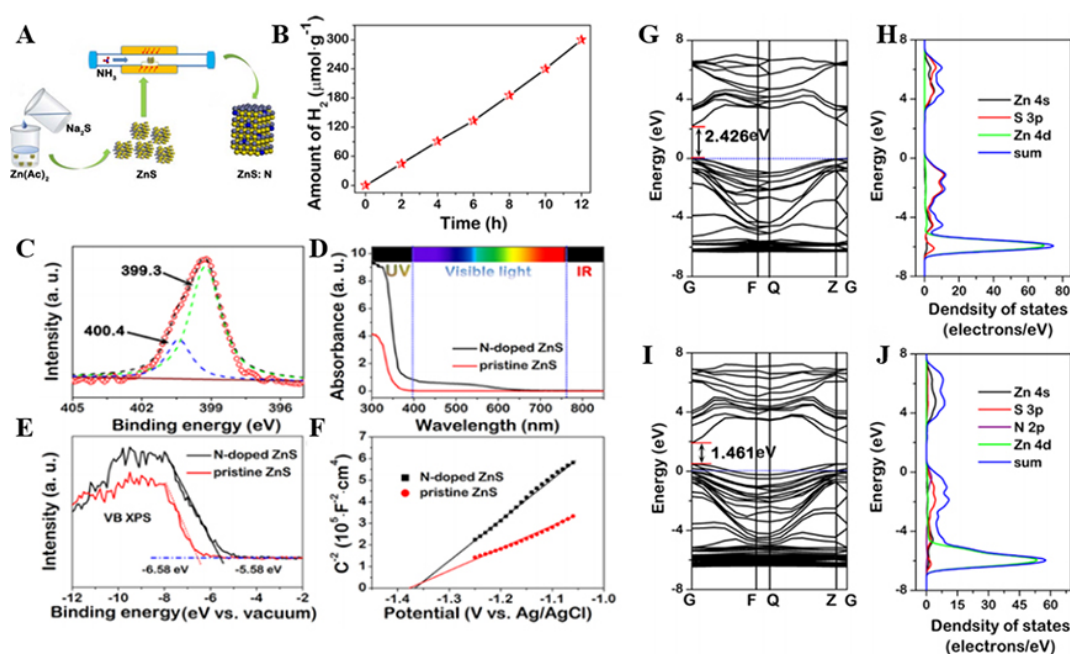 A
NH3
Na2S
Zn(Ac)2
ZnS
ZnS: N
B
Amount of H2 (μmol·g-1)
300
240
180
120
60
0
0 2 4 6 8 10 12
Time (h)
C
Intensity (a. u.)
399.3
400.4
405 402 399 396
Binding energy (eV)
D
Absorbance (a. u.)
10
8
6
4
2
0
UV Visible light IR
N-doped ZnS
pristine ZnS
300 400 500 600 700 800
Wavelength (nm)
E
Intensity (a. u.)
N-doped ZnS
pristine ZnS
VB XPS
-6.58 eV -5.58 eV
-12 -10 -8 -6 -4 -2
Binding energy (eV vs. vacuum)
F
C-2 (105·F-2·cm4)
7
6
5
4
3
2
1
0
N-doped ZnS
pristine ZnS
-1.4 -1.3 -1.2 -1.1 -1.0
Potential (V vs. Ag/AgCl)
G
Energy (eV)
8
4
0
-4
-8
2.426eV
G F Q Z G
H
Energy (eV)
8
4
0
-4
-8
Zn 4s
S 3p
Zn 4d
sum
0 20 40 60 80
Dendsity of states
(electrons/eV)
I
Energy (eV)
8
4
0
-4
-8
1.461eV
G F Q Z G
J
Energy (eV)
8
4
0
-4
-8
Zn 4s
S 3p
N 2p
Zn 4d
sum
0 15 30 45 60
Dendsity of states
(electrons/eV)